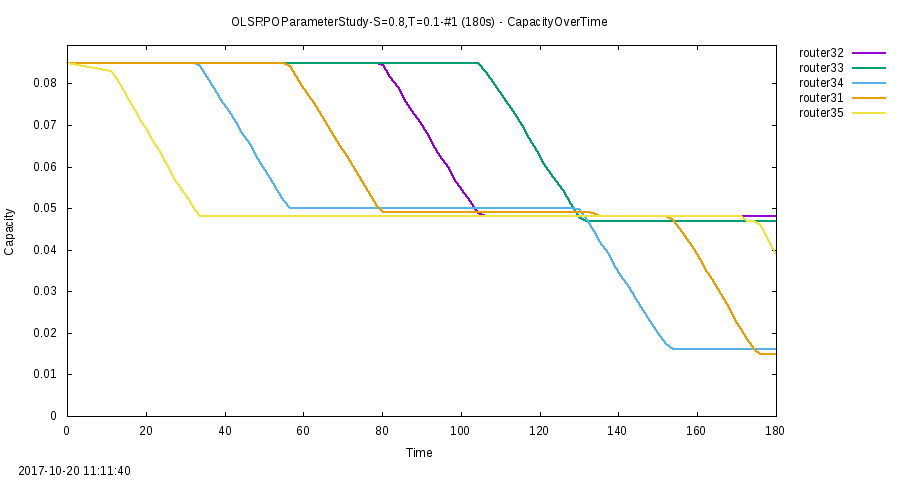 OLSRPOParameterStudy-S=0.8,T=0.1-#1 (180s) - CapacityOverTime
router32
router33
router34
router31
router35
0.08
0.07
0.06
0.05
0.04
0.03
0.02
0.01
0
Capacity
0 20 40 60 80 100 120 140 160 180
Time
2017-10-20 11:11:40